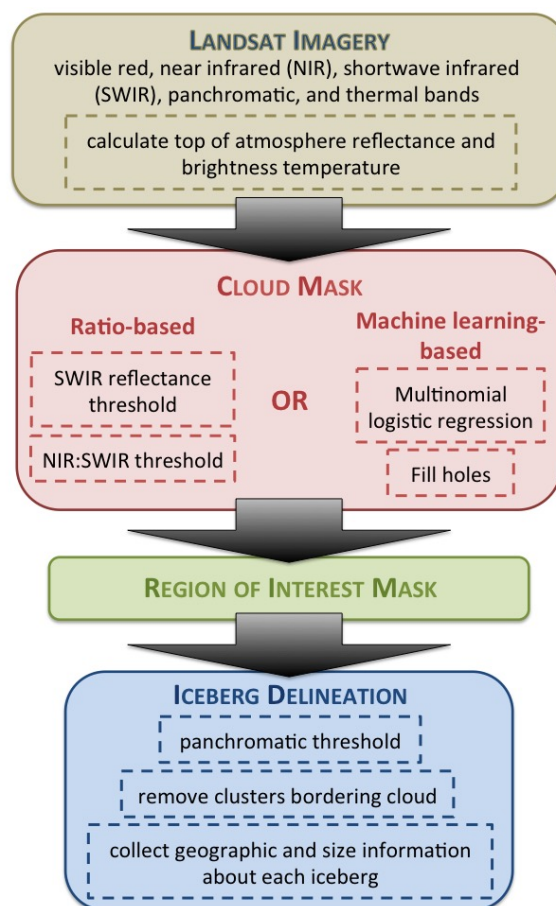 LANDSAT IMAGERY
visible red, near infrared (NIR), shortwave infrared
(SWIR), panchromatic, and thermal bands
calculate top of atmosphere reflectance and
brightness temperature
CLOUD MASK
Ratio-based
SWIR reflectance
threshold
NIR:SWIR threshold
OR
Machine learning-
based
Multinomial
logistic regression
Fill holes
REGION OF INTEREST MASK
ICEBERG DELINEATION
panchromatic threshold
remove clusters bordering cloud
collect geographic and size information
about each iceberg